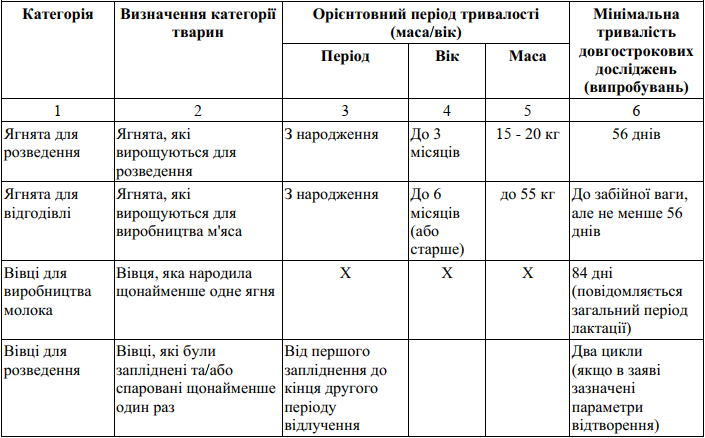 Категорія
Визначення категорії
тварин
Орієнтовний період тривалості
(маса/вік)
Мінімальна
тривалість
довгострокових
досліджень
(випробувань)
Період
Вік
Маса
1
2
3
4
5
6
Ягнята для
розведення
Ягнята, які
вирощуються для
розведення
З народження
До 3
місяців
15 - 20 кг
56 днів
Ягнята для
відгодівлі
Ягнята, які
вирощуються для
виробництва м'яса
З народження
До 6
місяців
(або
старше)
до 55 кг
До забійної ваги,
але не менше 56
днів
Вівці для
виробництва
молока
Вівця, яка народила
щонайменше одне ягня
X
X
X
84 дні
(повідомляється
загальний період
лактації)
Вівці для
розведення
Вівці, які були
запліднені та/або
спаровані щонайменше
один раз
Від першого
запліднення до
кінця другого
періоду
відлучення
Два цикли
(якщо в заяві
зазначені
параметри
відтворення)